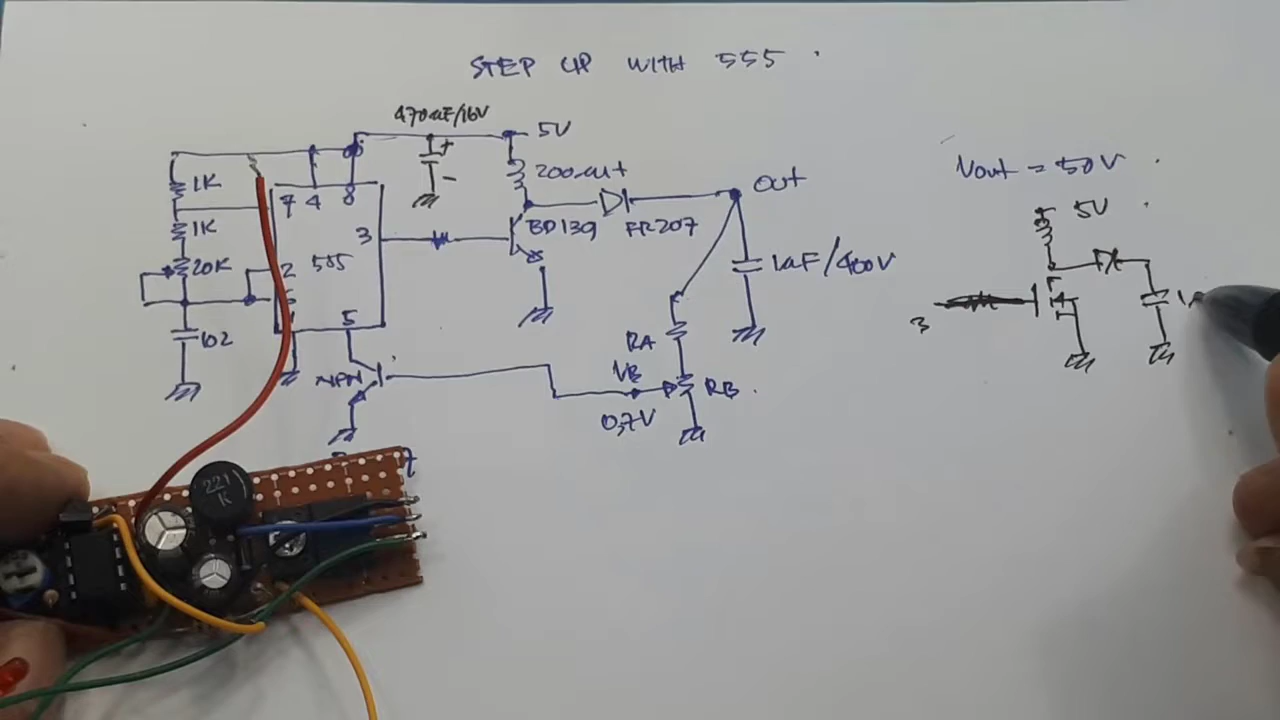 STEP UP WITH 555
470uF/16V
5V
200uH
1K
7 4 8
1K
3
BD139
FR207
Out
20K
2
555
6
1uF/400V
102
5
NPN
RA
VB
RB
0,7V
Vout = 50V
5V
3
221
K